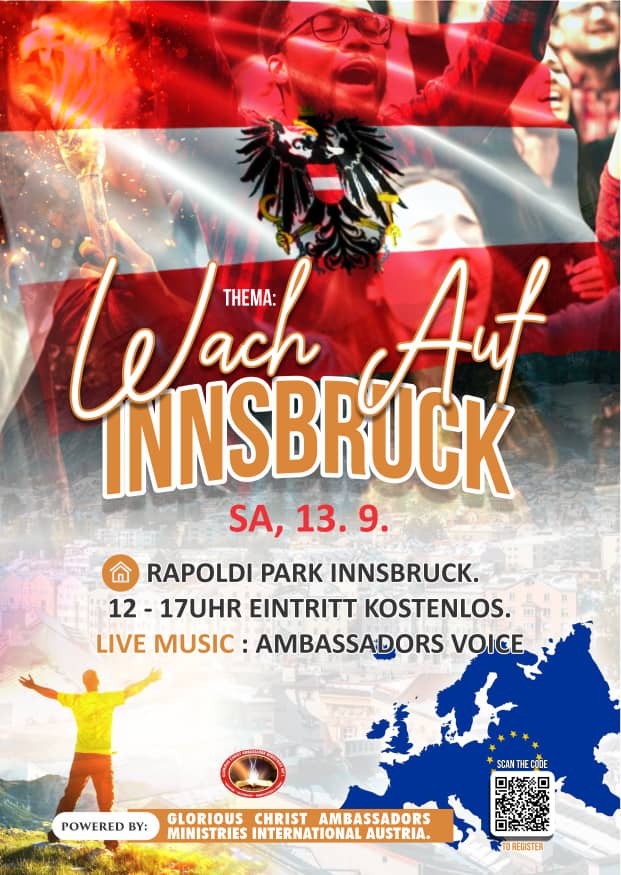 THEMA:
Wach Auf
INNSBRUCK
SA, 13. 9.
RAPOLDI PARK INNSBRUCK.
12 - 17UHR EINTRITT KOSTENLOS.
LIVE MUSIC : AMBASSADORS VOICE
SCAN THE CODE
TO REGISTER
POWERED BY:
GLORIOUS CHRIST AMBASSADORS
MINISTRIES INTERNATIONAL AUSTRIA.